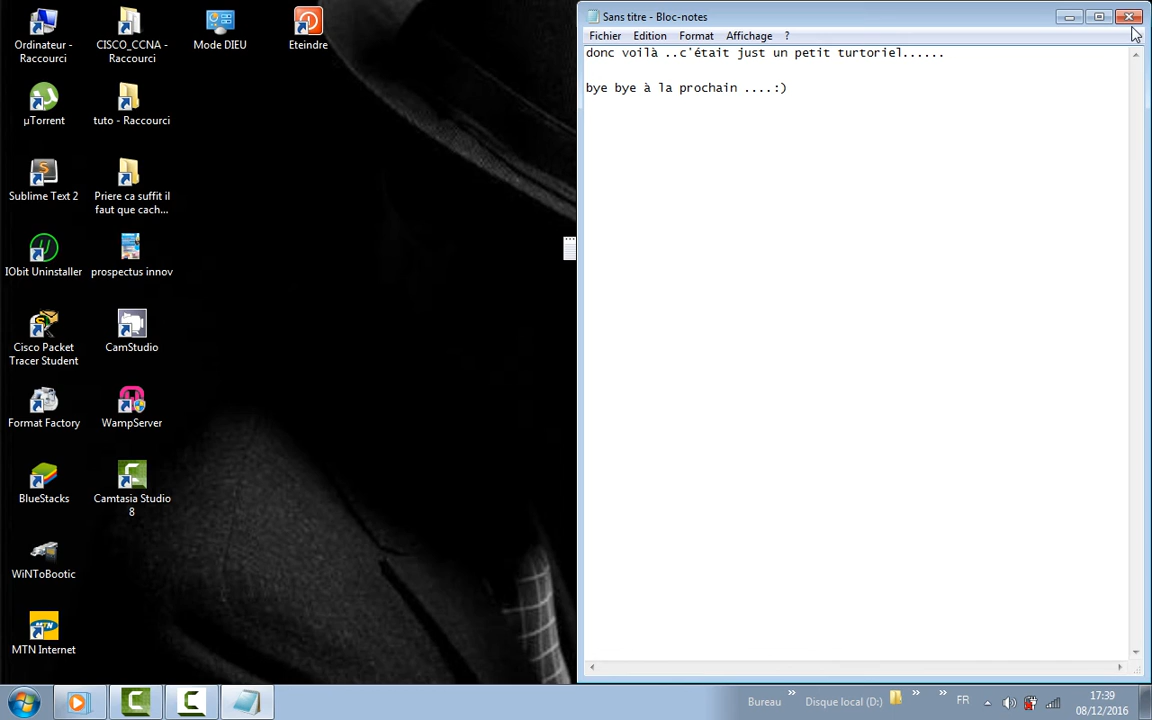 Ordinateur -
Raccourci
CISCO_CCNA -
Raccourci
Mode DIEU
Eteindre
µTorrent
tuto - Raccourci
Sublime Text 2
Priere ca suffit il
faut que cach...
IObit Uninstaller
prospectus innov
Cisco Packet
Tracer Student
CamStudio
Format Factory
WampServer
BlueStacks
Camtasia Studio
8
WiNToBootic
MTN
MTN Internet
Sans titre - Bloc-notes
Fichier Edition Format Affichage ?
donc voilà ..c'était just un petit turtoriel......
bye bye à la prochain ....:)
Bureau » Disque local (D:) » » FR
17:39
08/12/2016